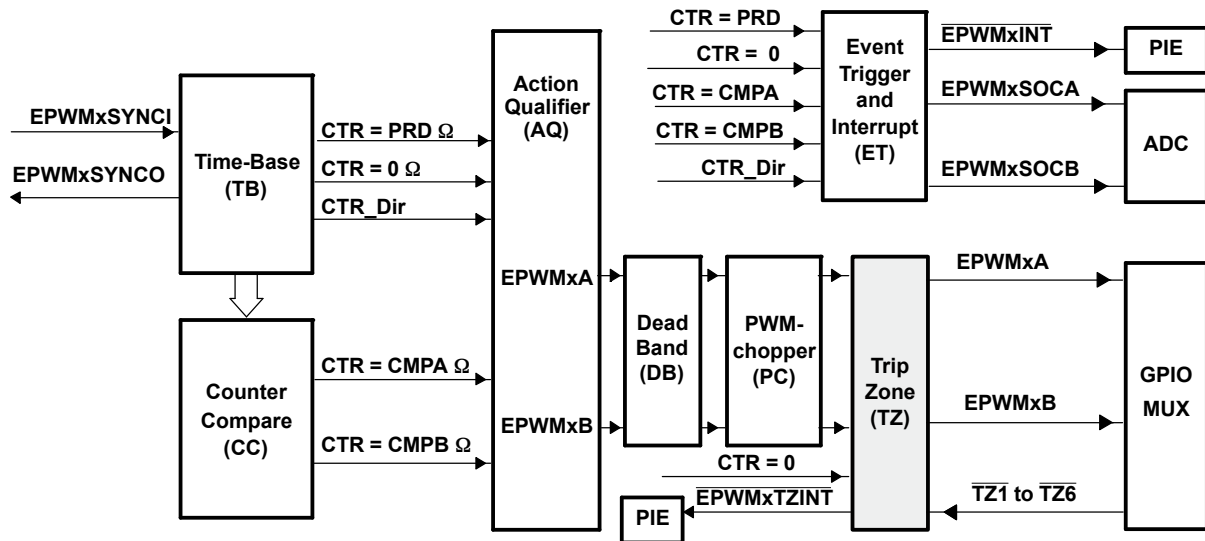 EPWMxSYNCI
EPWMxSYNCO
Time-Base
(TB)
CTR = PRD Ω
CTR = 0 Ω
CTR_Dir
Counter
Compare
(CC)
CTR = CMPA Ω
CTR = CMPB Ω
Action
Qualifier
(AQ)
EPWMxA
EPWMxB
CTR = PRD
CTR = 0
CTR = CMPA
CTR = CMPB
CTR_Dir
Event
Trigger
and
Interrupt
(ET)
EPWMxINT
EPWMxSOCA
EPWMxSOCB
PIE
ADC
Dead
Band
(DB)
PWM-
chopper
(PC)
Trip
Zone
(TZ)
CTR = 0
EPWMxTZINT
PIE
EPWMxA
EPWMxB
TZ1 to TZ6
GPIO
MUX